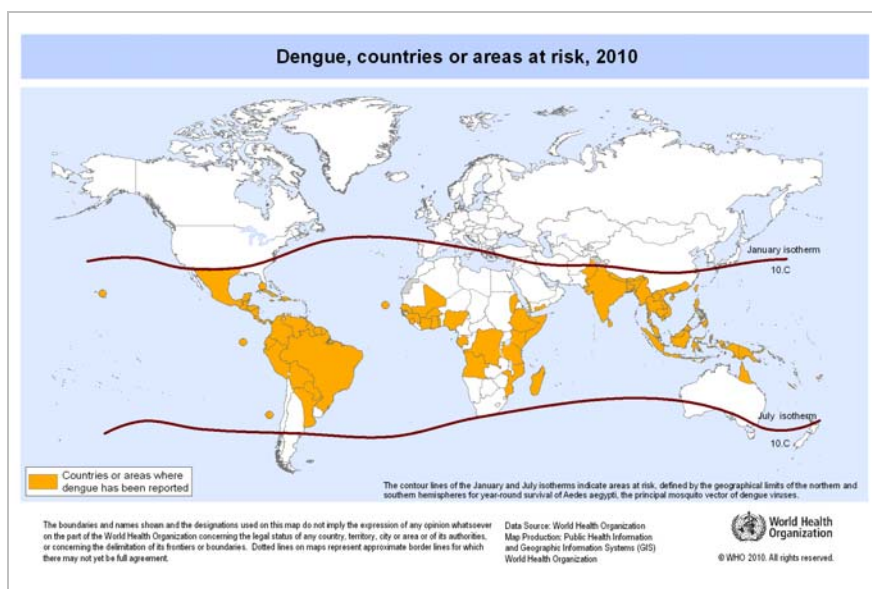 Dengue, countries or areas at risk, 2010
January isotherm
10.C
July isotherm
10.C
Countries or areas where
dengue has been reported
The contour lines of the January and July isotherms indicate areas at risk, defined by the geographical limits of the northern and
southern hemispheres for year-round survival of Aedes aegypti, the principal mosquito vector of dengue viruses.
The boundaries and names shown and the designations used on this map do not imply the expression of any opinion whatsoever
on the part of the World Health Organization concerning the legal status of any country, territory, city or area or of its authorities,
or concerning the delimitation of its frontiers or boundaries. Dotted lines on maps represent approximate border lines for which
there may not yet be full agreement.
Data Source: World Health Organization
Map Production: Public Health Information
and Geographic Information Systems (GIS)
World Health Organization
World Health
Organization
© WHO 2010. All rights reserved.